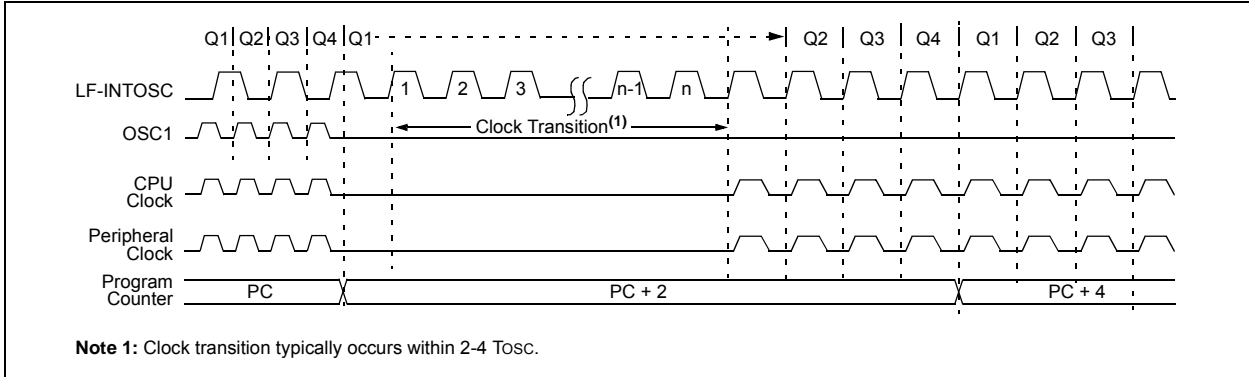 Q1 Q2 Q3 Q4 Q1 Q2 Q3 Q4 Q1 Q2 Q3
LF-INTOSC 1 2 3 n-1 n
OSC1 Clock Transition(1)
CPU
Clock
Peripheral
Clock
Program
Counter
PC PC + 2 PC + 4
Note 1: Clock transition typically occurs within 2-4 TOSC.